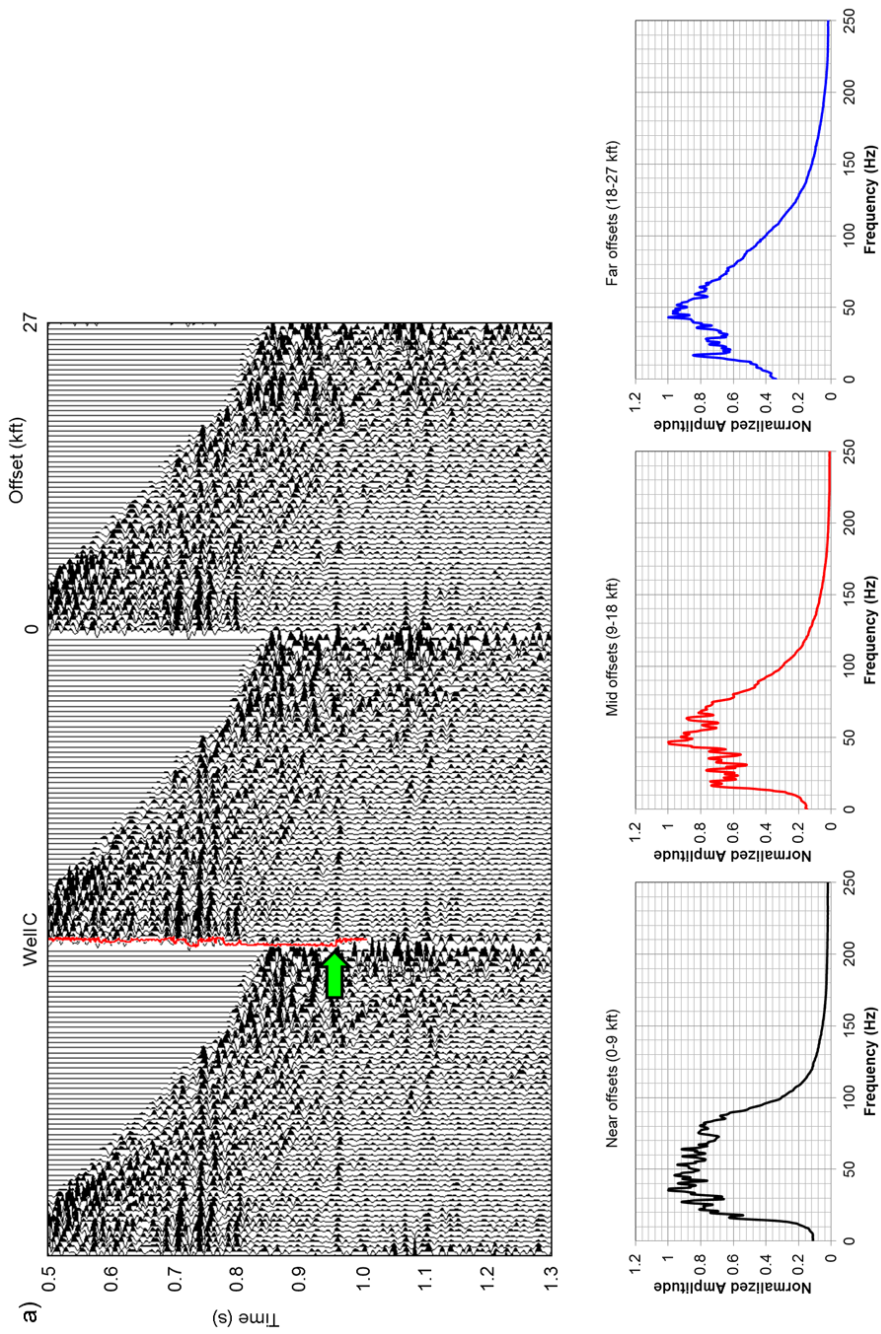 a)
Well C
0
Offset (kft)
27
Time (s)
0.5
0.6
0.7
0.8
0.9
1.0
1.1
1.2
1.3
Near offsets (0-9 kft)
Normalized Amplitude
1.2
1
0.8
0.6
0.4
0.2
0
0 50 100 150 200 250
Frequency (Hz)
Mid offsets (9-18 kft)
Normalized Amplitude
1.2
1
0.8
0.6
0.4
0.2
0
0 50 100 150 200 250
Frequency (Hz)
Far offsets (18-27 kft)
Normalized Amplitude
1.2
1
0.8
0.6
0.4
0.2
0
0 50 100 150 200 250
Frequency (Hz)